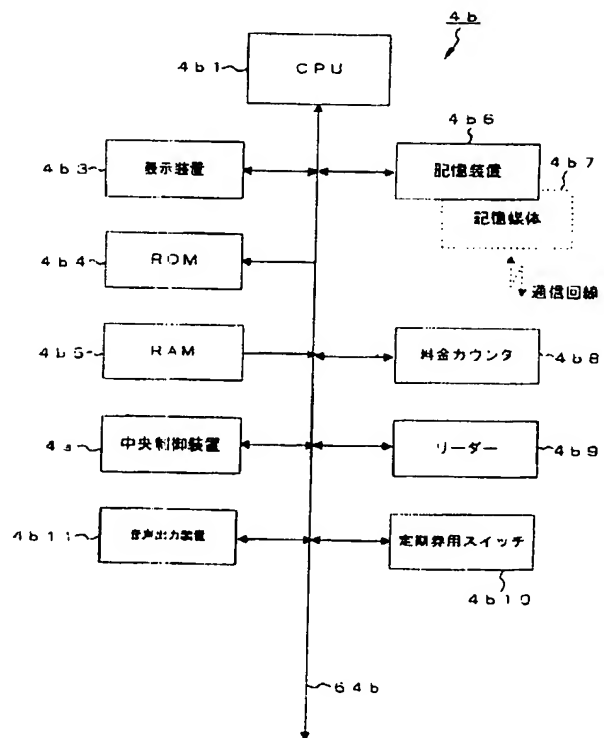 4b
4b1
CPU
4b6
4b3
表示装置
記憶装置
4b7
記憶媒体
4b4
ROM
通信回線
4b5
RAM
料金カウンタ
4b8
4a
中央制御装置
リーダー
4b9
4b11
音声出力装置
定期券用スイッチ
4b10
64b